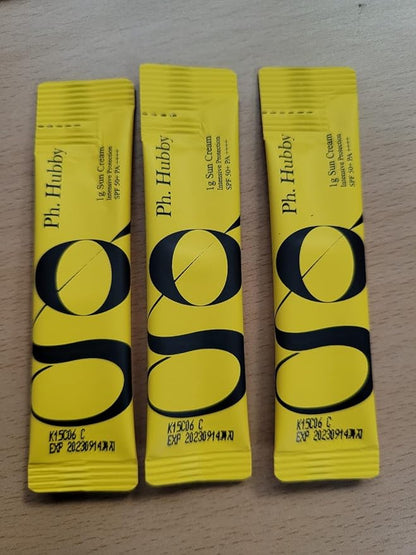 Ph. Hubby
1g Sun Cream
Intensive Protection
SPF 50+ PA ++++
g
K15C06 C
EXP 20230914까지
Ph. Hubby
1g Sun Cream
Intensive Protection
SPF 50+ PA ++++
g
K15C06 C
EXP 20230914까지
Ph. Hubby
1g Sun Cream
Intensive Protection
SPF 50+ PA ++++
g
K15C06 C
EXP 20230914까지